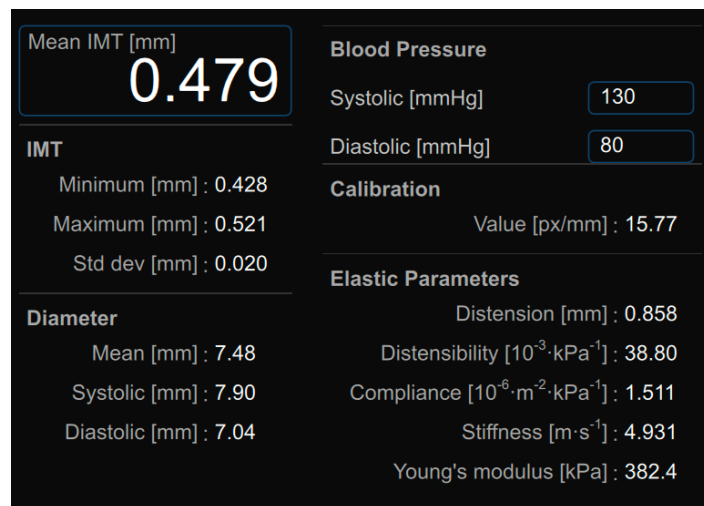 Mean IMT [mm]
0.479
IMT
Minimum [mm] : 0.428
Maximum [mm] : 0.521
Std dev [mm] : 0.020
Diameter
Mean [mm] : 7.48
Systolic [mm] : 7.90
Diastolic [mm] : 7.04
Blood Pressure
Systolic [mmHg] 130
Diastolic [mmHg] 80
Calibration
Value [px/mm] : 15.77
Elastic Parameters
Distension [mm] : 0.858
Distensibility [10⁻³·kPa⁻¹] : 38.80
Compliance [10⁻⁶·m⁻²·kPa⁻¹] : 1.511
Stiffness [m·s⁻¹] : 4.931
Young's modulus [kPa] : 382.4